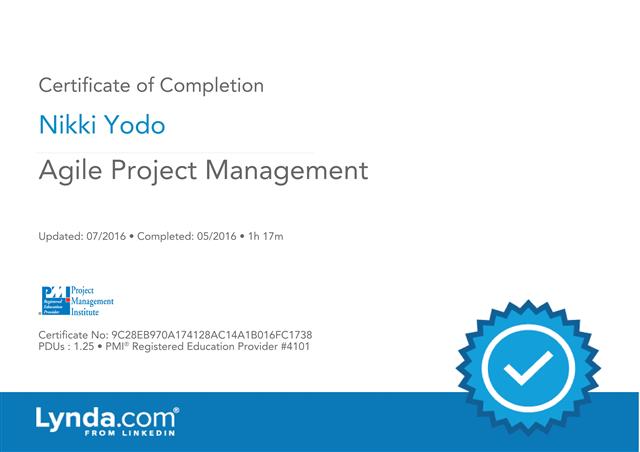 Certificate of Completion
Nikki Yodo
Agile Project Management
Updated: 07/2016 • Completed: 05/2016 • 1h 17m
PMI
Registered
Education
Provider
Project
Management
Institute
Certificate No: 9C28EB970A174128AC14A1B016FC1738
PDUs : 1.25 • PMI® Registered Education Provider #4101
Lynda.com®
FROM LINKEDIN